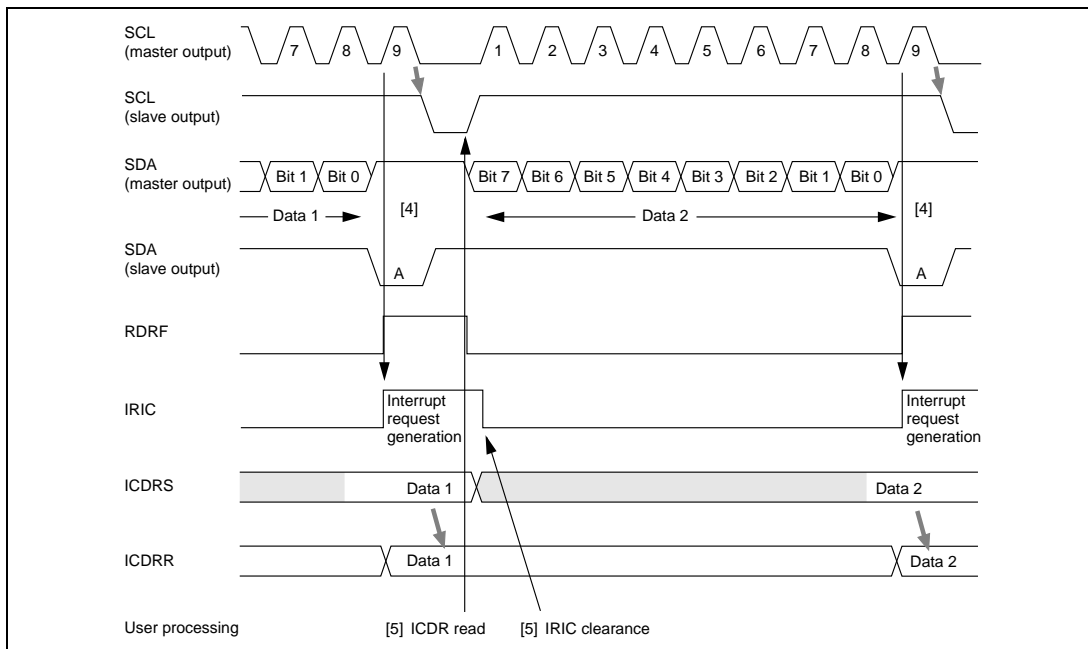 SCL
(master output)
7 8 9 1 2 3 4 5 6 7 8 9
SCL
(slave output)
SDA
(master output)
Bit 1 Bit 0 Bit 7 Bit 6 Bit 5 Bit 4 Bit 3 Bit 2 Bit 1 Bit 0
Data 1 [4] Data 2 [4]
SDA
(slave output)
A A
RDRF
IRIC
Interrupt
request
generation
Interrupt
request
generation
ICDRS
Data 1 Data 2
ICDRR
Data 1 Data 2
User processing
[5] ICDR read
[5] IRIC clearance